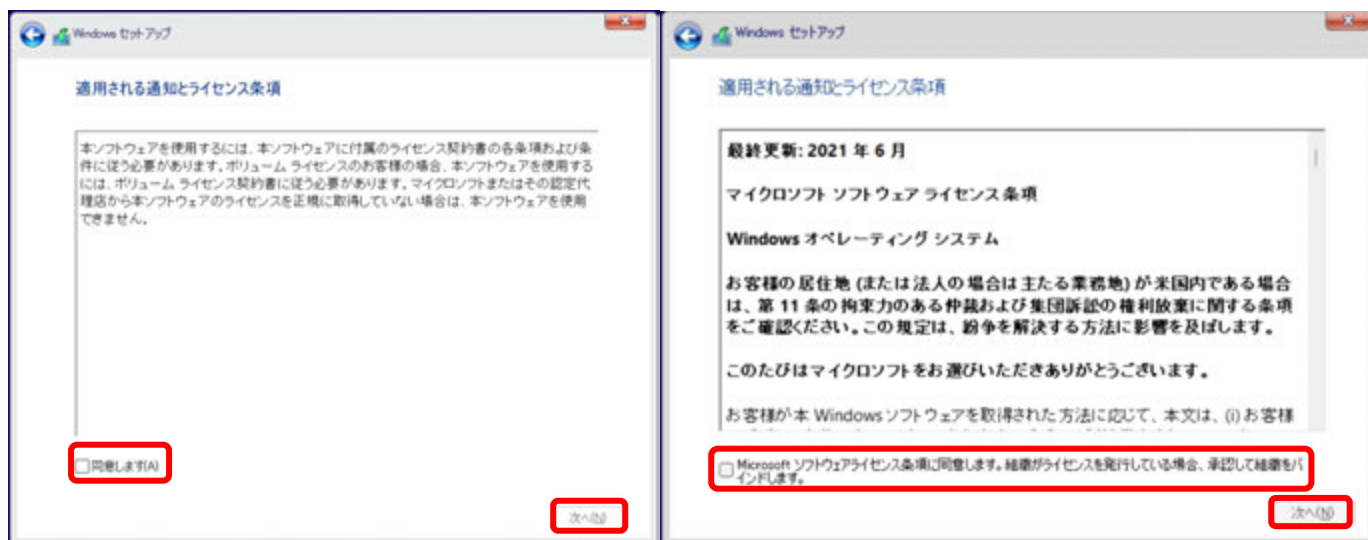 Windows セットアップ
適用される通知とライセンス条項
本ソフトウェアを使用するには、本ソフトウェアに付属のライセンス契約書の各条項および条
件に従う必要があります。ボリューム ライセンスのお客様の場合、本ソフトウェアを使用する
には、ボリューム ライセンス契約書に従う必要があります。マイクロソフトまたはその認定代
理店から本ソフトウェアのライセンスを正規に取得していない場合は、本ソフトウェアを使用
できません。
同意します(A)
次へ(N)
Windows セットアップ
適用される通知とライセンス条項
最終更新: 2021 年 6 月
マイクロソフト ソフトウェア ライセンス条項
Windows オペレーティング システム
お客様の居住地 (または法人の場合は主たる業務地) が米国内である場合
は、第 11 条の拘束力のある仲裁および集団訴訟の権利放棄に関する条項
をご確認ください。この規定は、紛争を解決する方法に影響を及ぼします。
このたびはマイクロソフトをお選びいただきありがとうございます。
お客様が本 Windows ソフトウェアを取得された方法に応じて、本文は、(i) お客様
Microsoft ソフトウェアライセンス条項に同意します。組織がライセンスを発行している場合、承認して組織をバ
インドします。
次へ(N)